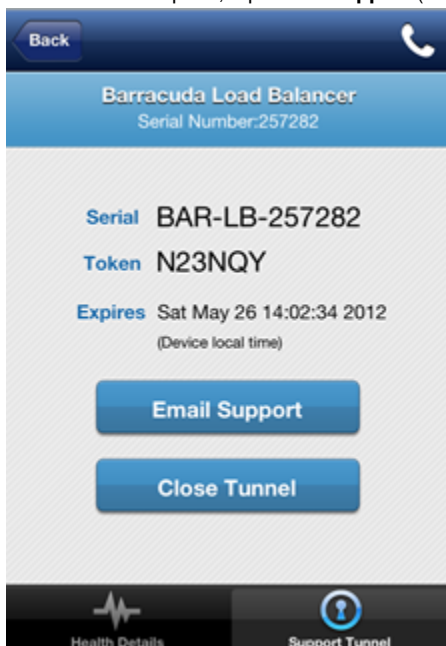 Back
Barracuda Load Balancer
Serial Number:257282
Serial BAR-LB-257282
Token N23NQY
Expires Sat May 26 14:02:34 2012
(Device local time)
Email Support
Close Tunnel
Health Details Support Tunnel